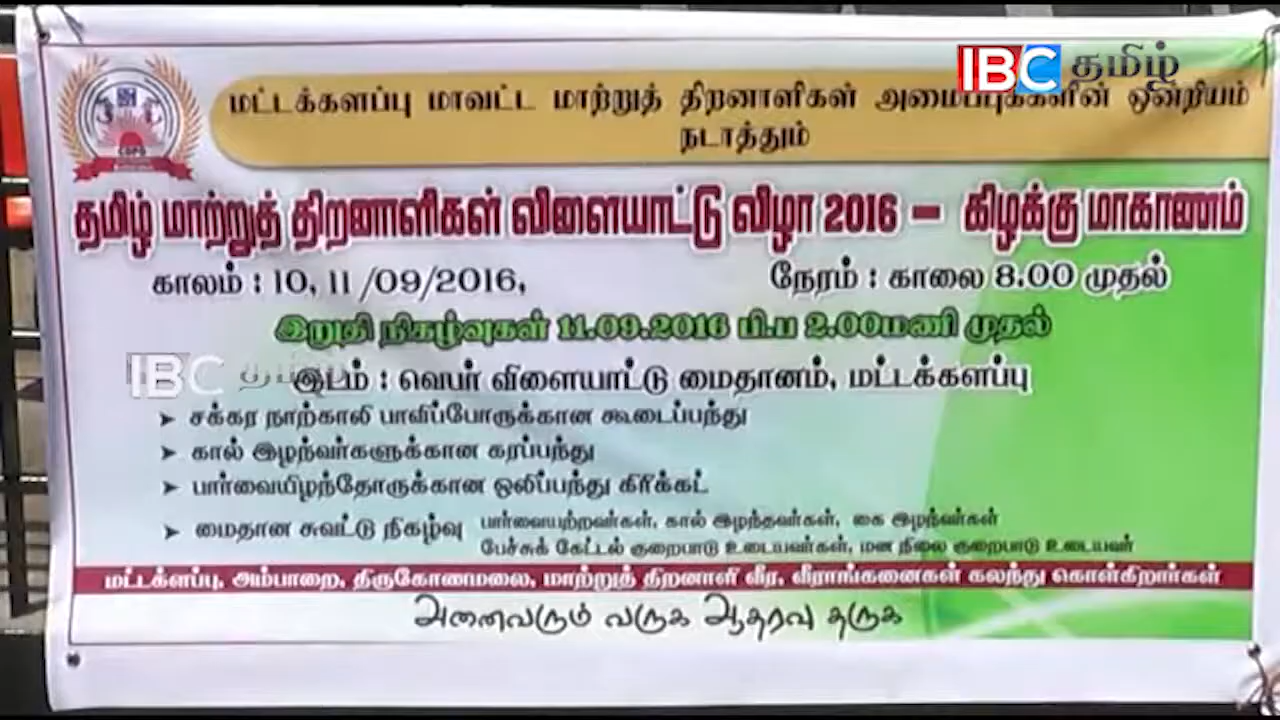 IBC தமிழ்
மட்டக்களப்பு மாவட்ட மாற்றுத் திறனாளிகள் அமைப்புக்களின் ஒன்றியம்
நடாத்தும்
தமிழ் மாற்றுத் திறனாளிகள் விளையாட்டு விழா 2016 – கிழக்கு மாகாணம்
காலம் : 10, 11 /09/2016, நேரம் : காலை 8.00 முதல்
இறுதி நிகழ்வுகள் 11.09.2016 பி.ப 2.00மணி முதல்
IBC தமிழ்
இடம் : வெபர் விளையாட்டு மைதானம், மட்டக்களப்பு
➤ சக்கர நாற்காலி பாவிப்போருக்கான கூடைப்பந்து
➤ கால் இழந்வர்களுக்கான கரப்பந்து
➤ பார்வையிழந்தோருக்கான ஒலிப்பந்து கிரிக்கட்
➤ மைதான சுவட்டு நிகழ்வு பார்வையற்றவர்கள், கால் இழந்தவர்கள், கை இழந்வர்கள்
பேச்சுக் கேட்டல் குறைபாடு உடையவர்கள், மன நிலை குறைபாடு உடையவர்
மட்டக்ளப்பு, அம்பாறை, திருகோணமலை, மாற்றுத் திறனாளி வீர, வீராங்கனைகள் கலந்து கொள்கிறார்கள்
அனைவரும் வருக ஆதரவு தருக